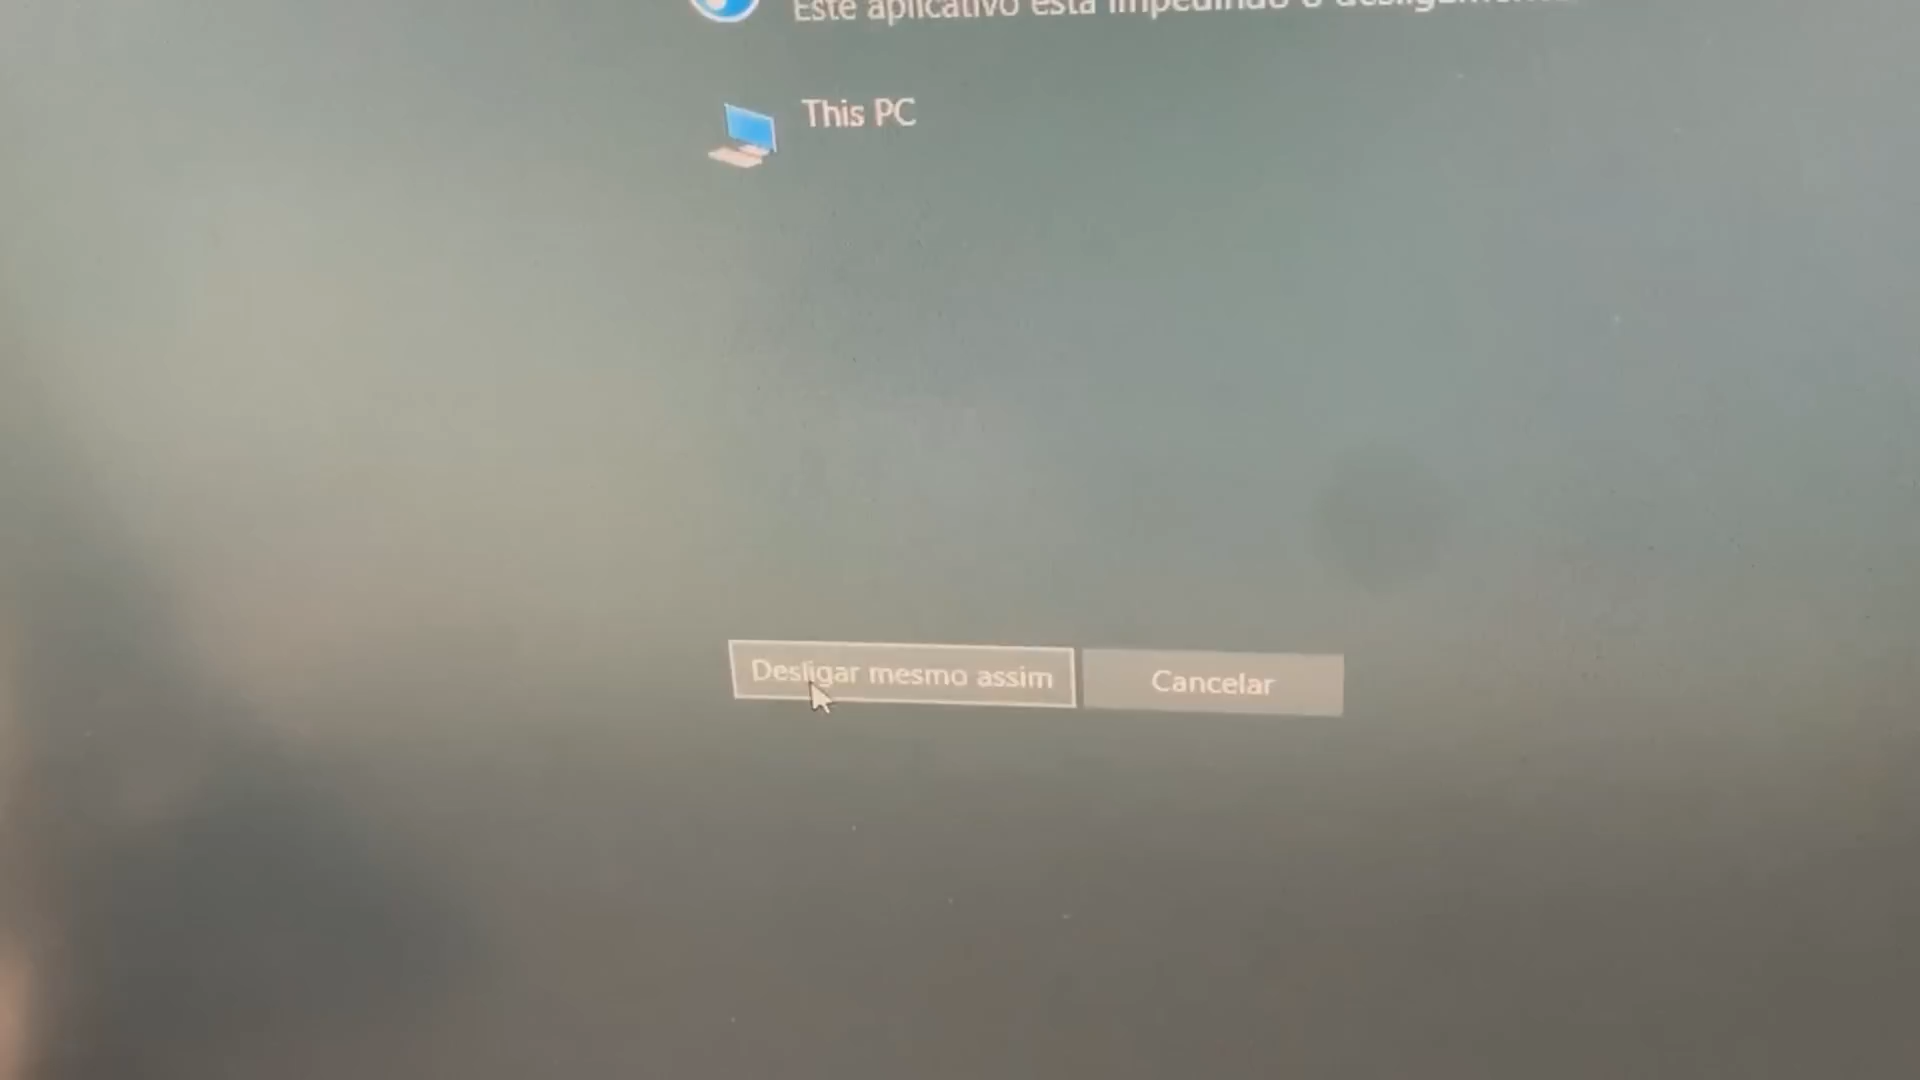 Este aplicativo está impedindo o desligamento
This PC
Desligar mesmo assim
Cancelar